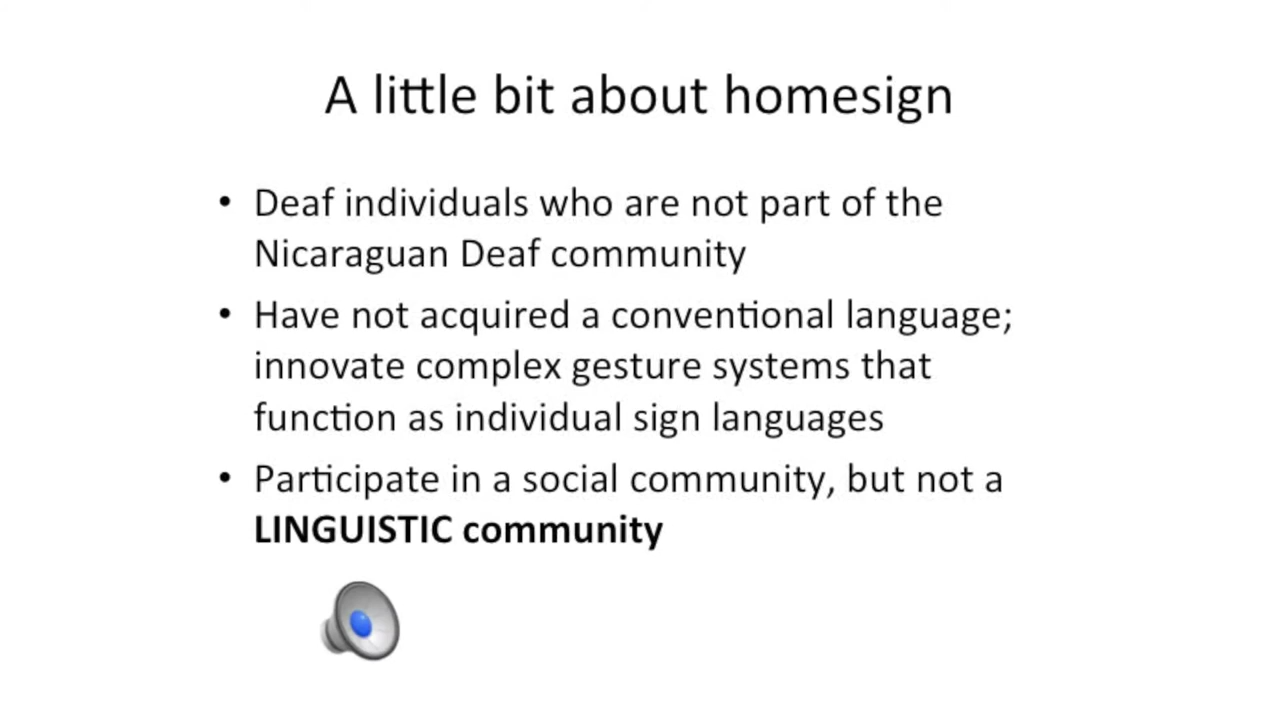 A little bit about homesign
• Deaf individuals who are not part of the
Nicaraguan Deaf community
• Have not acquired a conventional language;
innovate complex gesture systems that
function as individual sign languages
• Participate in a social community, but not a
LINGUISTIC community